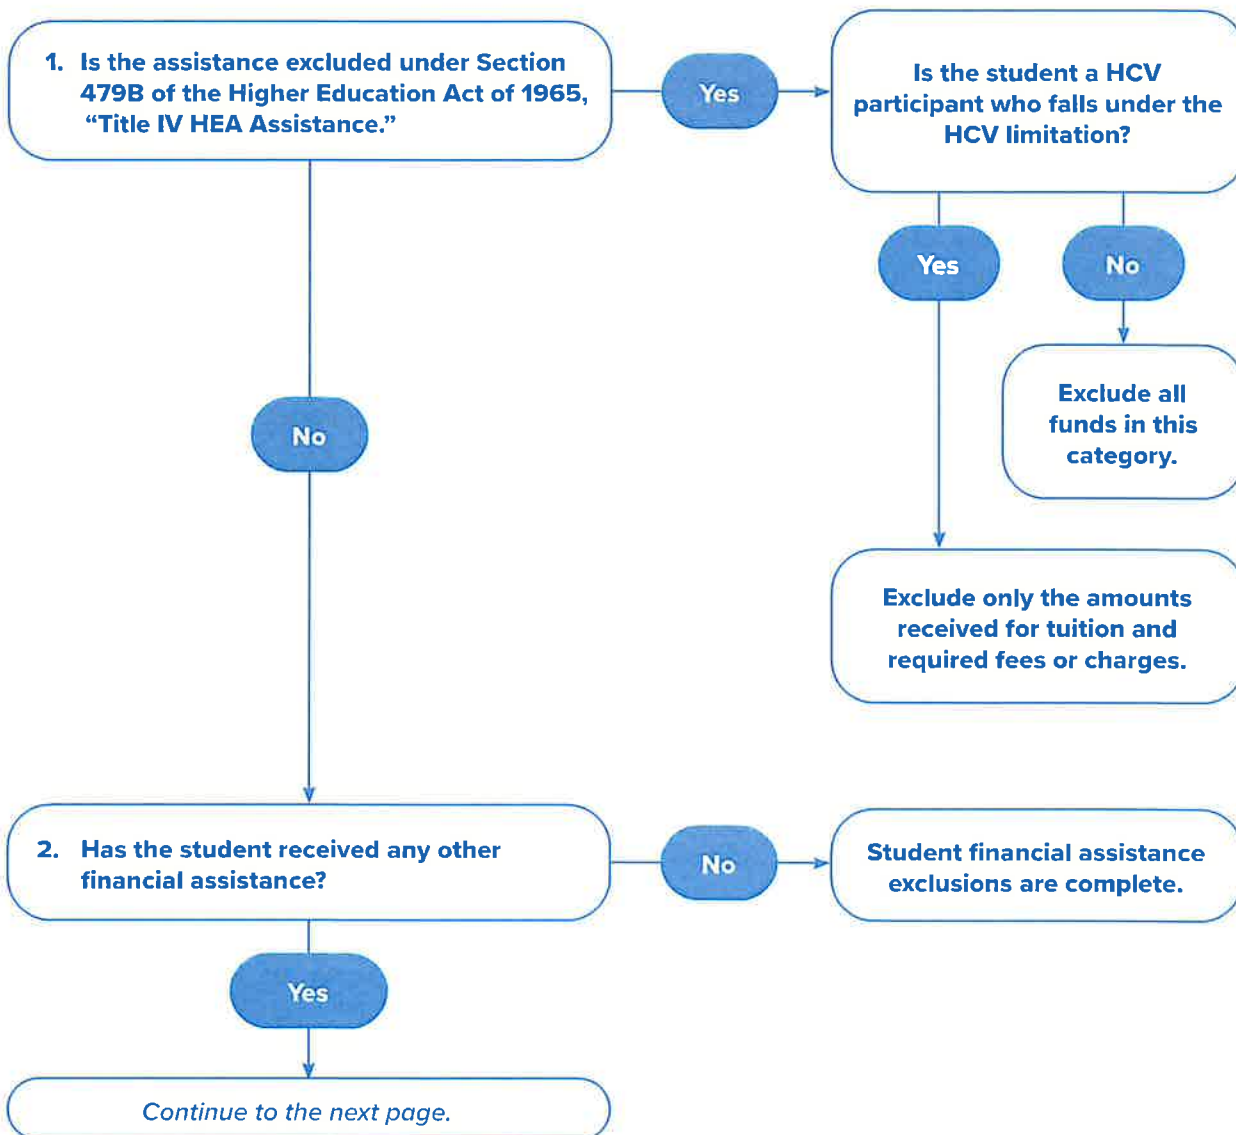 1. Is the assistance excluded under Section
479B of the Higher Education Act of 1965,
“Title IV HEA Assistance.”
Yes
Is the student a HCV
participant who falls under the
HCV limitation?
Yes
No
Exclude all
funds in this
category.
No
Exclude only the amounts
received for tuition and
required fees or charges.
2. Has the student received any other
financial assistance?
No
Student financial assistance
exclusions are complete.
Yes
Continue to the next page.